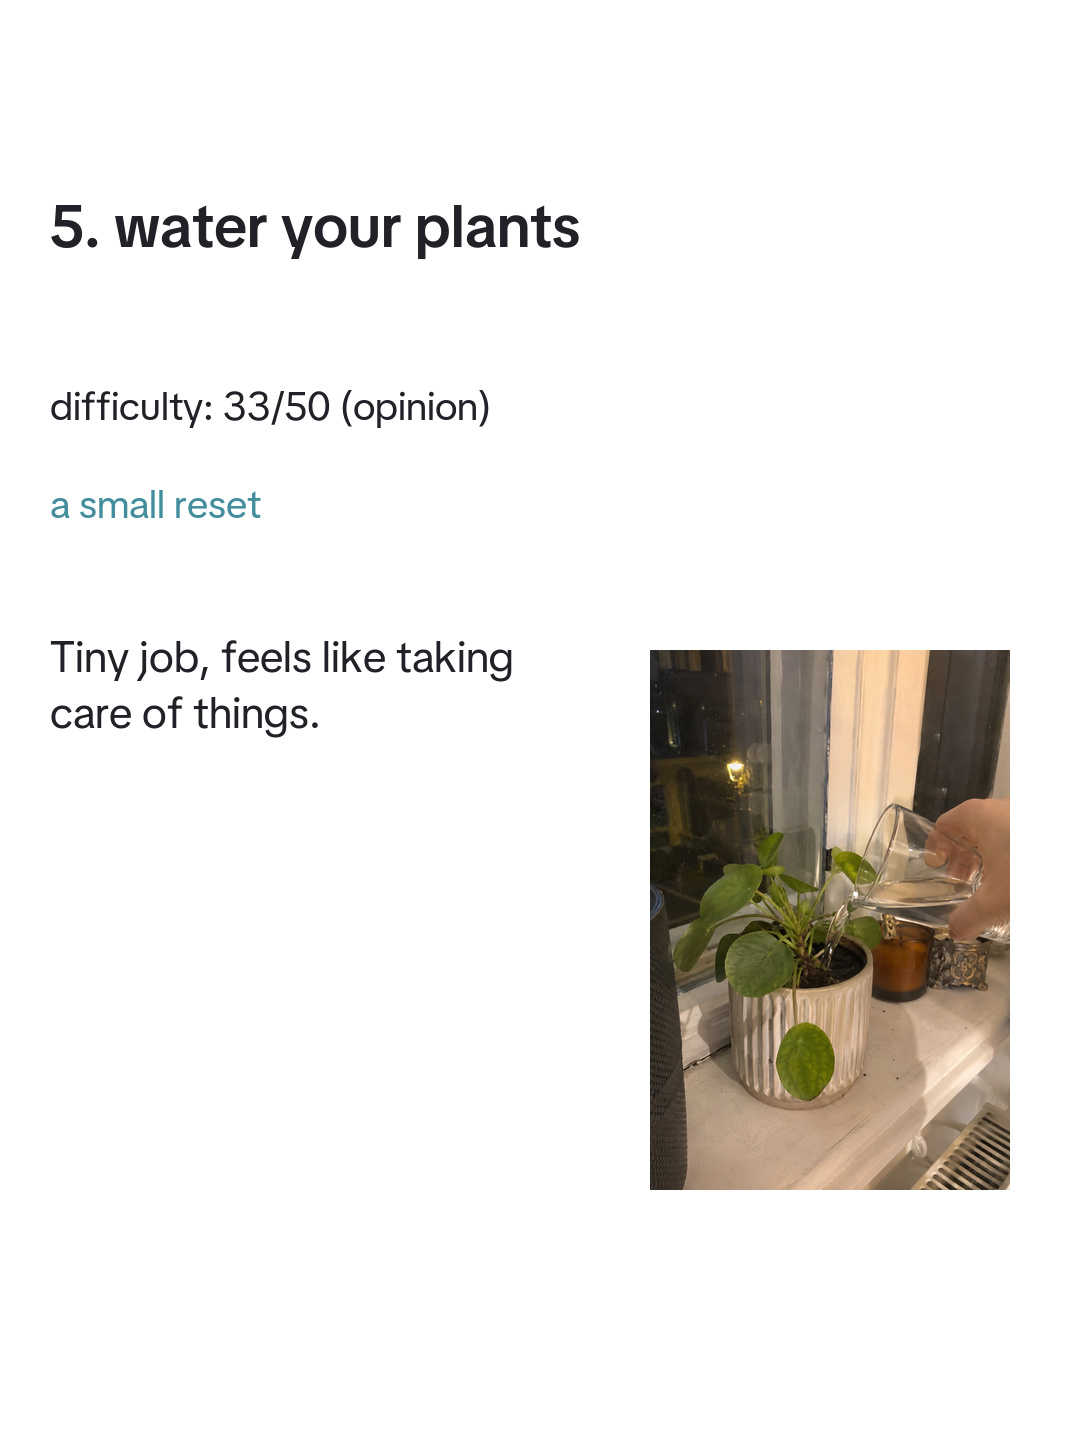 5. water your plants
difficulty: 33/50 (opinion)
a small reset
Tiny job, feels like taking
care of things.